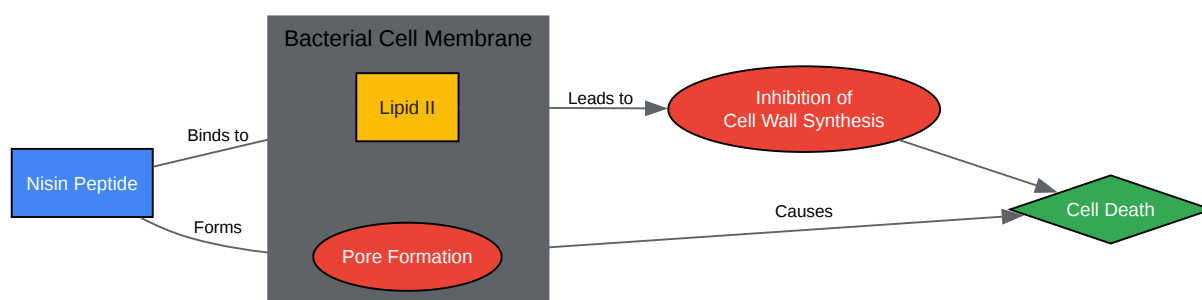 Bacterial Cell Membrane
Lipid II
Leads to
Inhibition of
Cell Wall Synthesis
Binds to
Nisin Peptide
Forms
Pore Formation
Causes
Cell Death